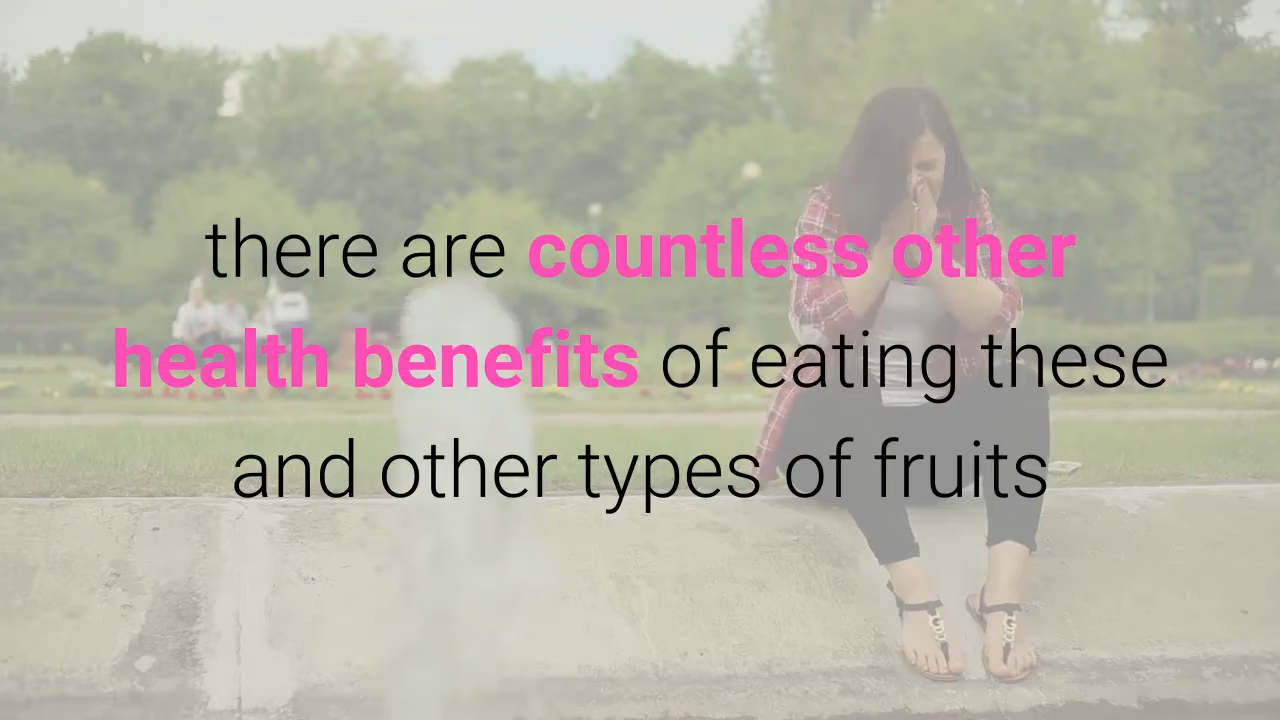 there are countless other
health benefits of eating these
and other types of fruits